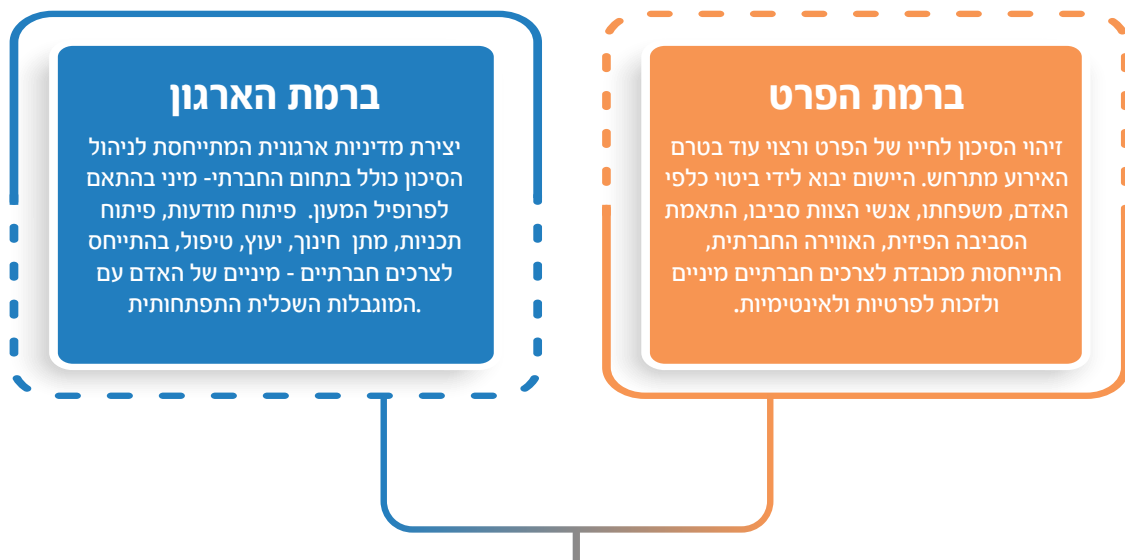 ברמת הפרט
זיהוי הסיכון לחייו של הפרט ורצוי עוד בטרם
האירוע מתרחש. היישום יבוא לידי ביטוי כלפי
האדם, משפחתו, אנשי הצוות סביבו, התאמת
הסביבה הפיזית, האווירה החברתית,
התייחסות מכובדת לצרכים חברתיים מיניים
ולזכות לפרטיות ולאינטימיות.
ברמת הארגון
יצירת מדיניות ארגונית המתייחסת לניהול
הסיכון כולל בתחום החברתי- מיני בהתאם
לפרופיל המעון. פיתוח מודעות, פיתוח
תכניות, מתן חינוך, יעוץ, טיפול, בהתייחס
לצרכים חברתיים - מיניים של האדם עם
המוגבלות השכלית התפתחותית.